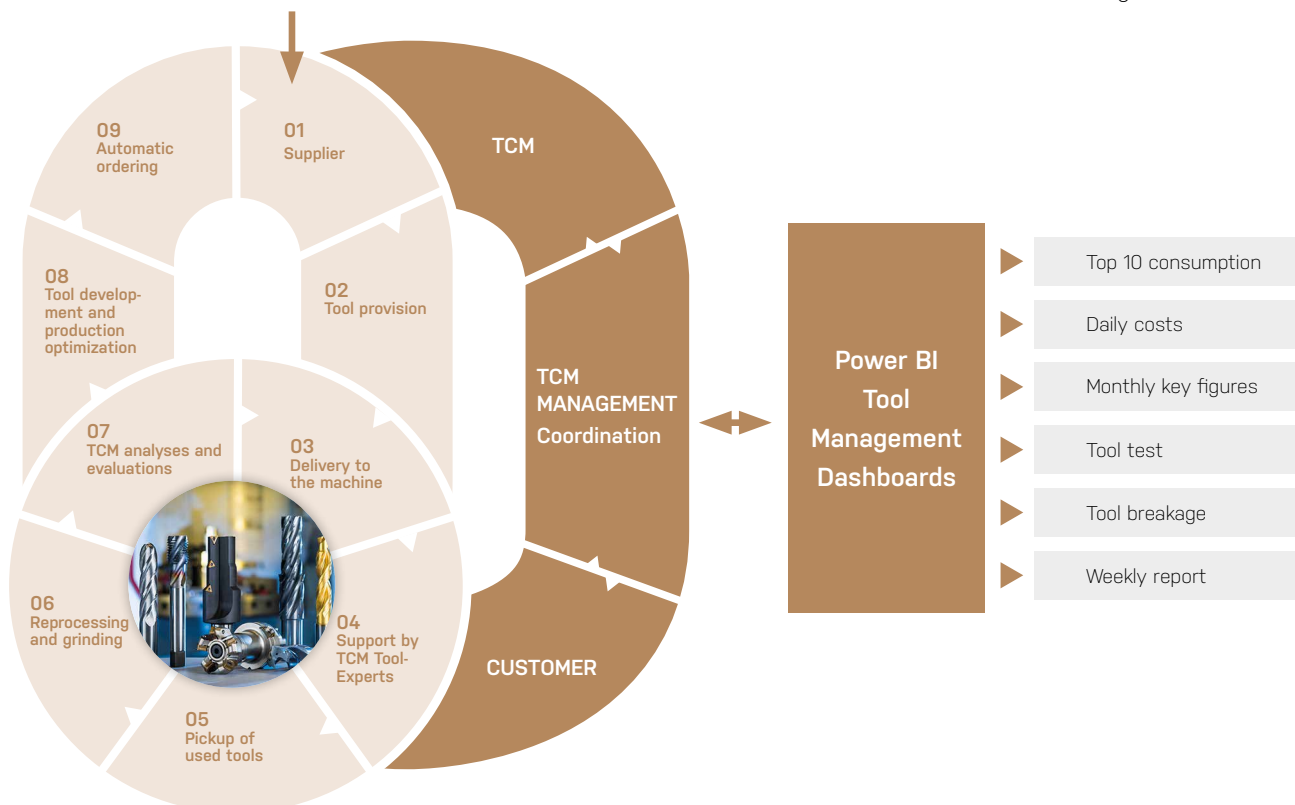 09
Automatic
ordering
01
Supplier
TCM
08
Tool develop-
ment and
production
optimization
02
Tool provision
07
TCM analyses and
evaluations
03
Delivery to
the machine
06
Reprocessing
and grinding
04
Support by
TCM Tool-
Experts
05
Pickup of
used tools
TCM
MANAGEMENT
Coordination
CUSTOMER
Power BI
Tool
Management
Dashboards
Top 10 consumption
Daily costs
Monthly key figures
Tool test
Tool breakage
Weekly report